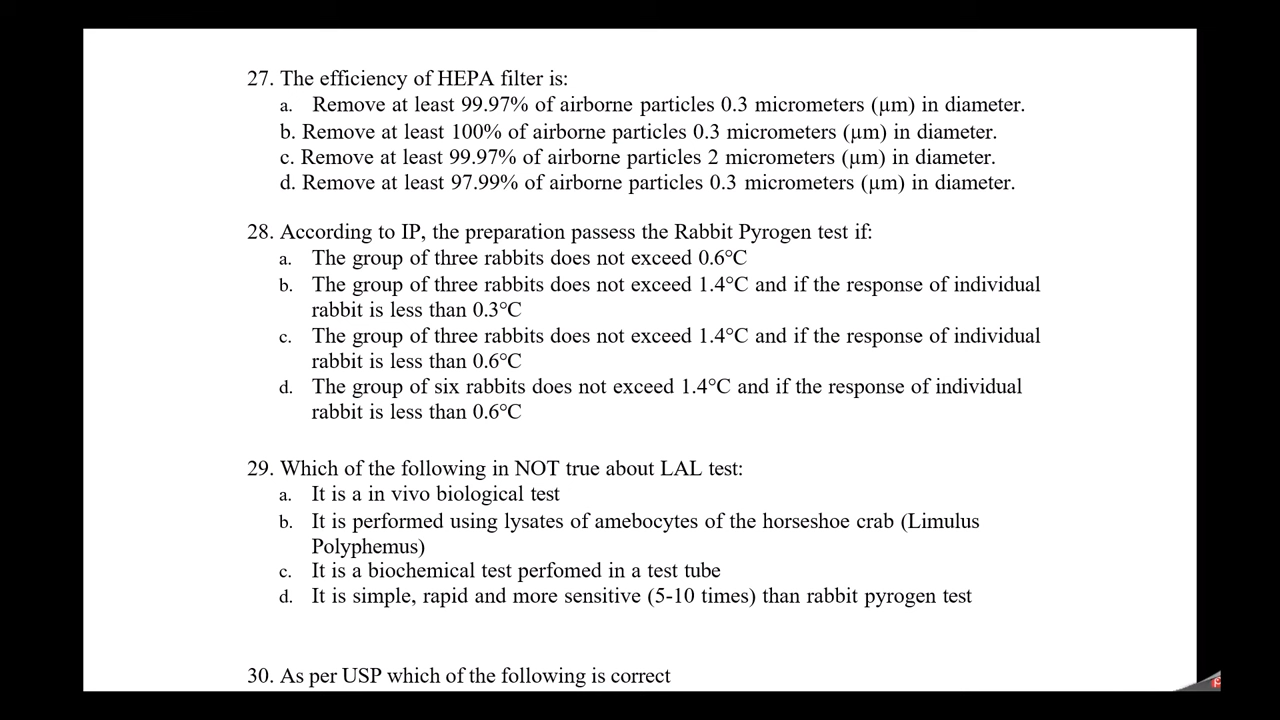 27. The efficiency of HEPA filter is:
a. Remove at least 99.97% of airborne particles 0.3 micrometers (µm) in diameter.
b. Remove at least 100% of airborne particles 0.3 micrometers (µm) in diameter.
c. Remove at least 99.97% of airborne particles 2 micrometers (µm) in diameter.
d. Remove at least 97.99% of airborne particles 0.3 micrometers (µm) in diameter.
28. According to IP, the preparation passess the Rabbit Pyrogen test if:
a. The group of three rabbits does not exceed 0.6°C
b. The group of three rabbits does not exceed 1.4°C and if the response of individual
rabbit is less than 0.3°C
c. The group of three rabbits does not exceed 1.4°C and if the response of individual
rabbit is less than 0.6°C
d. The group of six rabbits does not exceed 1.4°C and if the response of individual
rabbit is less than 0.6°C
29. Which of the following in NOT true about LAL test:
a. It is a in vivo biological test
b. It is performed using lysates of amebocytes of the horseshoe crab (Limulus
Polyphemus)
c. It is a biochemical test perfomed in a test tube
d. It is simple, rapid and more sensitive (5-10 times) than rabbit pyrogen test
30. As per USP which of the following is correct